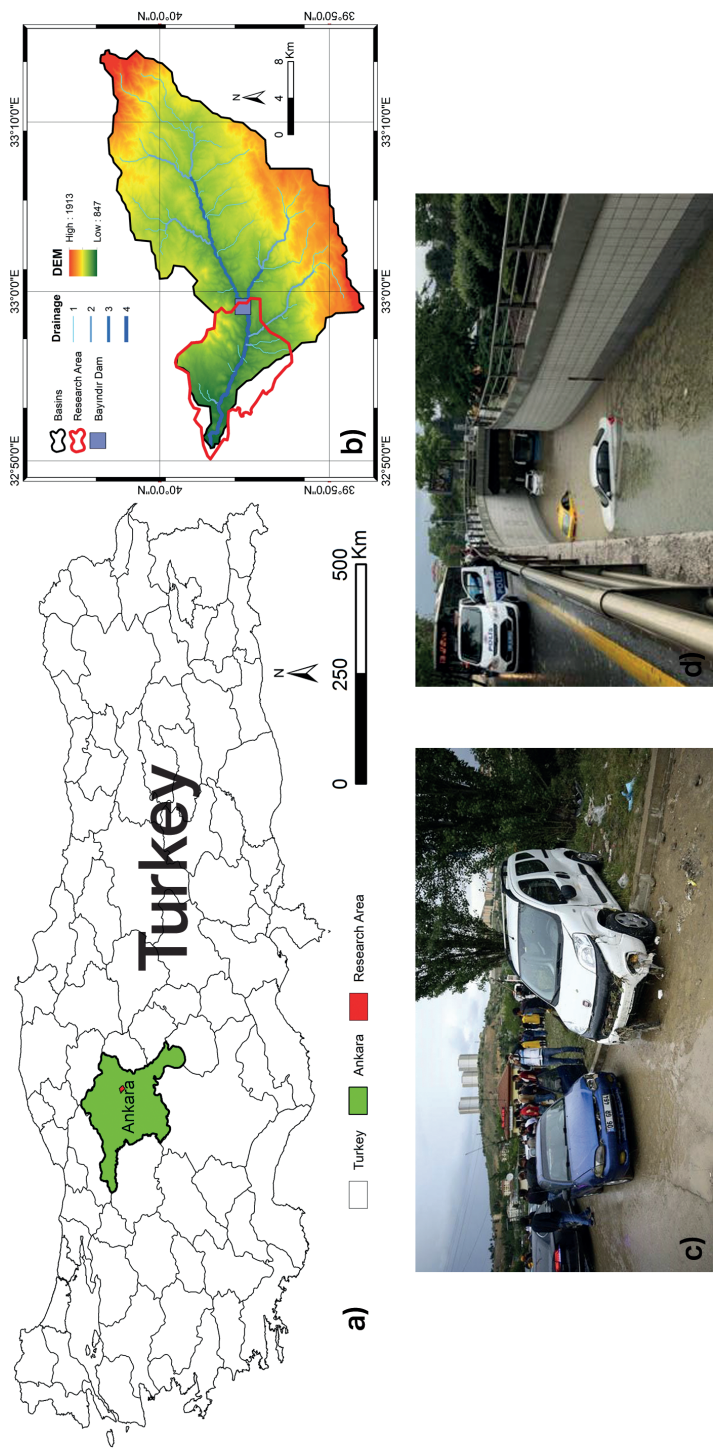 Turkey
Ankara
0
250
500
Km
N
Turkey
Ankara
Research Area
a)
32°50'0"E
33°0'0"E
33°10'0"E
40°0'0"N
39°50'0"N
40°0'0"N
39°50'0"N
32°50'0"E
33°0'0"E
33°10'0"E
Basins
Research Area
Bayındır Dam
Drainage
1
2
3
4
DEM
High : 1913
Low : 847
N
0
4
8
Km
b)
c)
POLIS
POLIS
d)